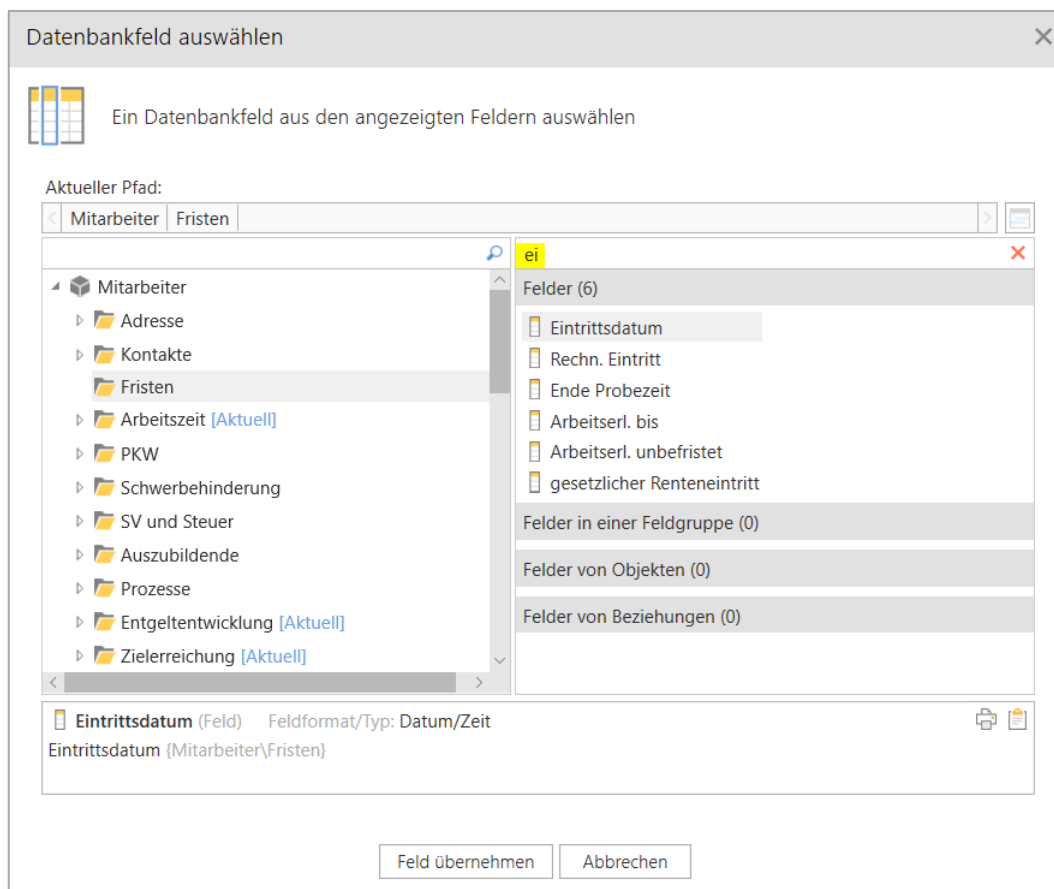 Datenbankfeld auswählen
Ein Datenbankfeld aus den angezeigten Feldern auswählen
Aktueller Pfad:
Mitarbeiter Fristen
ei
Mitarbeiter
Adresse
Kontakte
Fristen
Arbeitszeit [Aktuell]
PKW
Schwerbehinderung
SV und Steuer
Auszubildende
Prozesse
Entgeltentwicklung [Aktuell]
Zielerreichung [Aktuell]
Felder (6)
Eintrittsdatum
Rechn. Eintritt
Ende Probezeit
Arbeitserl. bis
Arbeitserl. unbefristet
gesetzlicher Renteneintritt
Felder in einer Feldgruppe (0)
Felder von Objekten (0)
Felder von Beziehungen (0)
Eintrittsdatum (Feld) Feldformat/Typ: Datum/Zeit
Eintrittsdatum {Mitarbeiter\Fristen}
Feld übernehmen Abbrechen